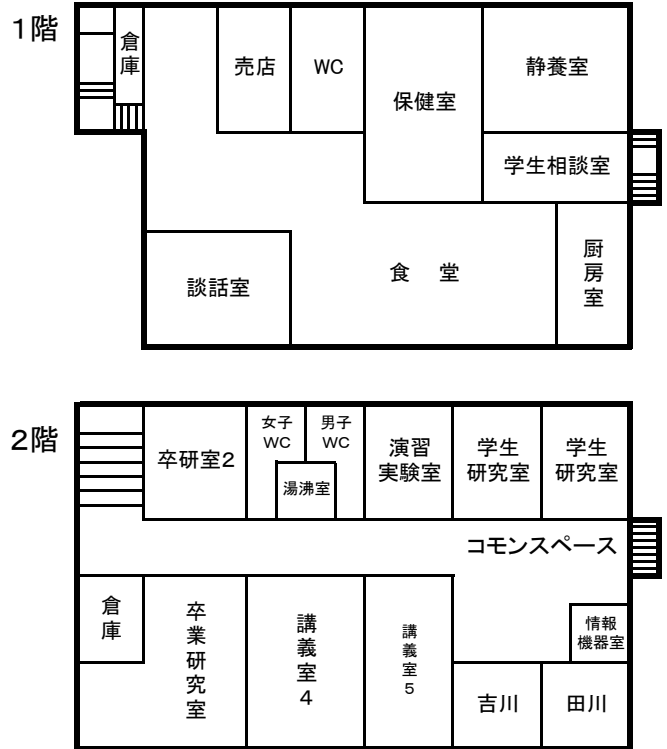 1階
倉庫
売店
WC
保健室
静養室
学生相談室
談話室
食 堂
厨房室
2階
卒研室2
女子
WC
男子
WC
湯沸室
演習
実験室
学生
研究室
学生
研究室
コモンスペース
倉庫
卒業研究室
講義室4
講義室5
情報
機器室
吉川
田川